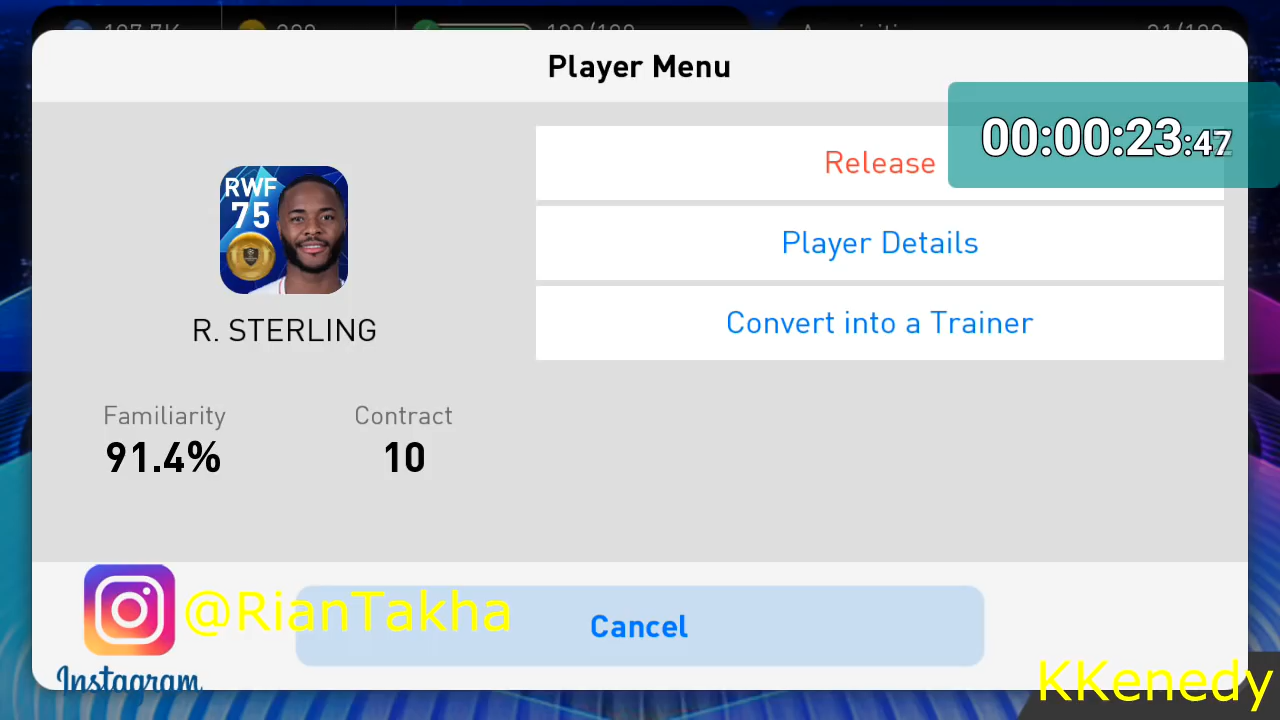 Player Menu
00:00:23:47
Release
RWF
75
Player Details
Convert into a Trainer
R. STERLING
Familiarity
Contract
91.4%
10
@RianTakha
Cancel
Instagram
KKenedy